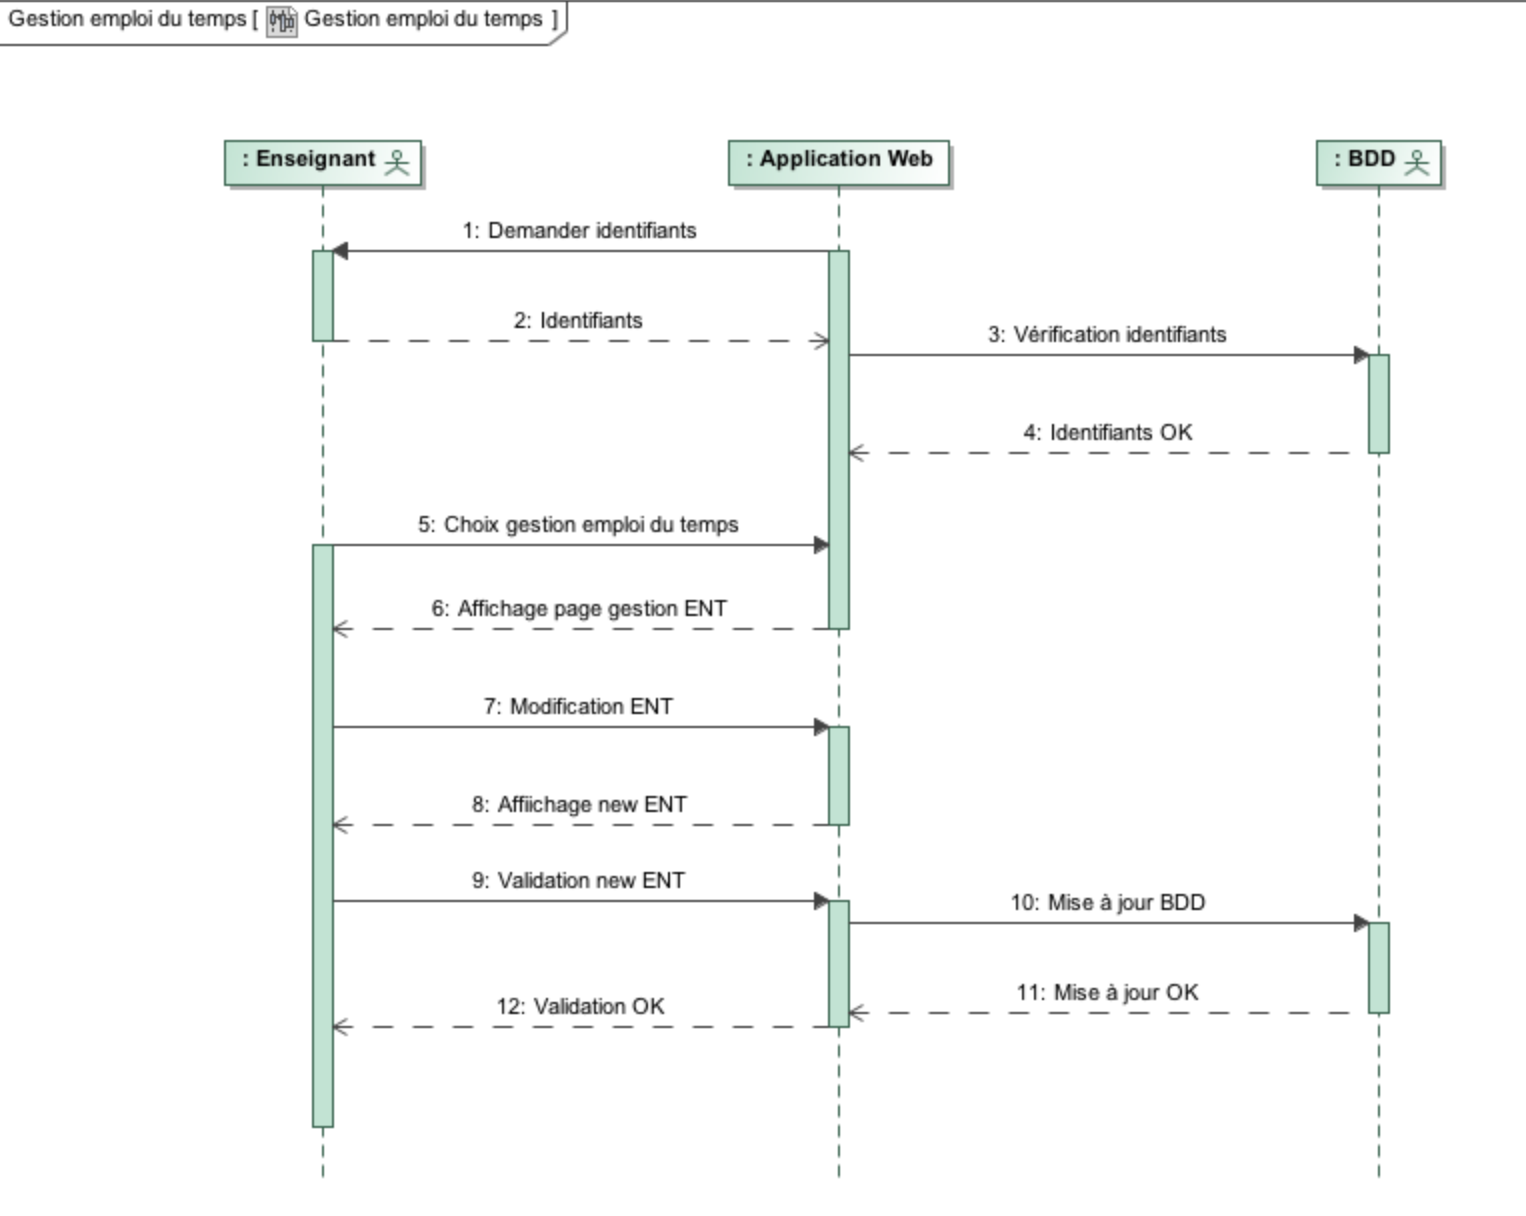 Gestion emploi du temps [ Gestion emploi du temps ]
: Enseignant
: Application Web
: BDD
1: Demander identifiants
2: Identifiants
3: Vérification identifiants
4: Identifiants OK
5: Choix gestion emploi du temps
6: Affichage page gestion ENT
7: Modification ENT
8: Affiichage new ENT
9: Validation new ENT
10: Mise à jour BDD
11: Mise à jour OK
12: Validation OK